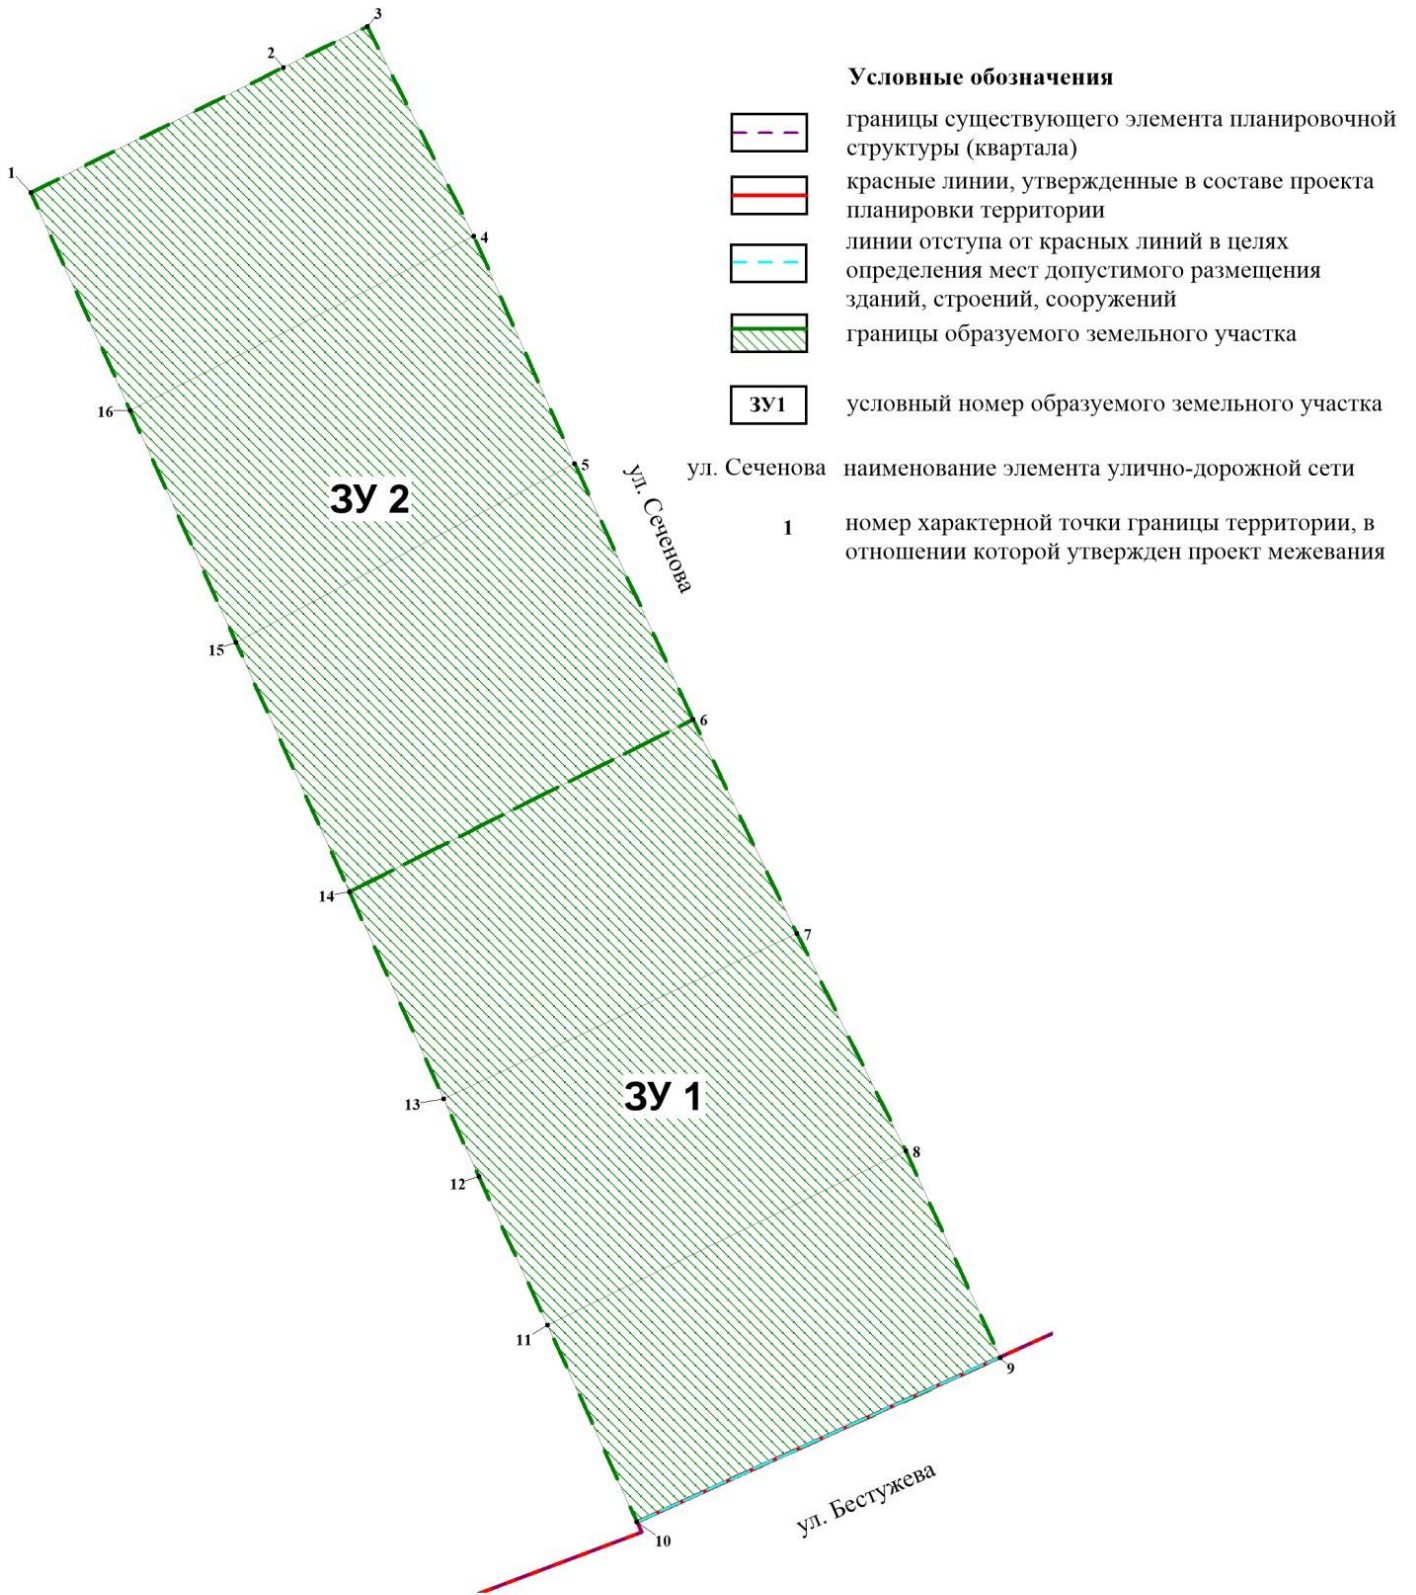 Условные обозначения
границы существующего элемента планировочной
структуры (квартала)
красные линии, утвержденные в составе проекта
планировки территории
линии отступа от красных линий в целях
определения мест допустимого размещения
зданий, строений, сооружений
границы образуемого земельного участка
ЗУ1
условный номер образуемого земельного участка
ул. Сеченова
наименование элемента улично-дорожной сети
1
номер характерной точки границы территории, в
отношении которой утвержден проект межевания
3
2
1
4
16
5
ЗУ 2
ул. Сеченова
15
6
14
7
13
ЗУ 1
8
12
11
9
ул. Бестужева
10